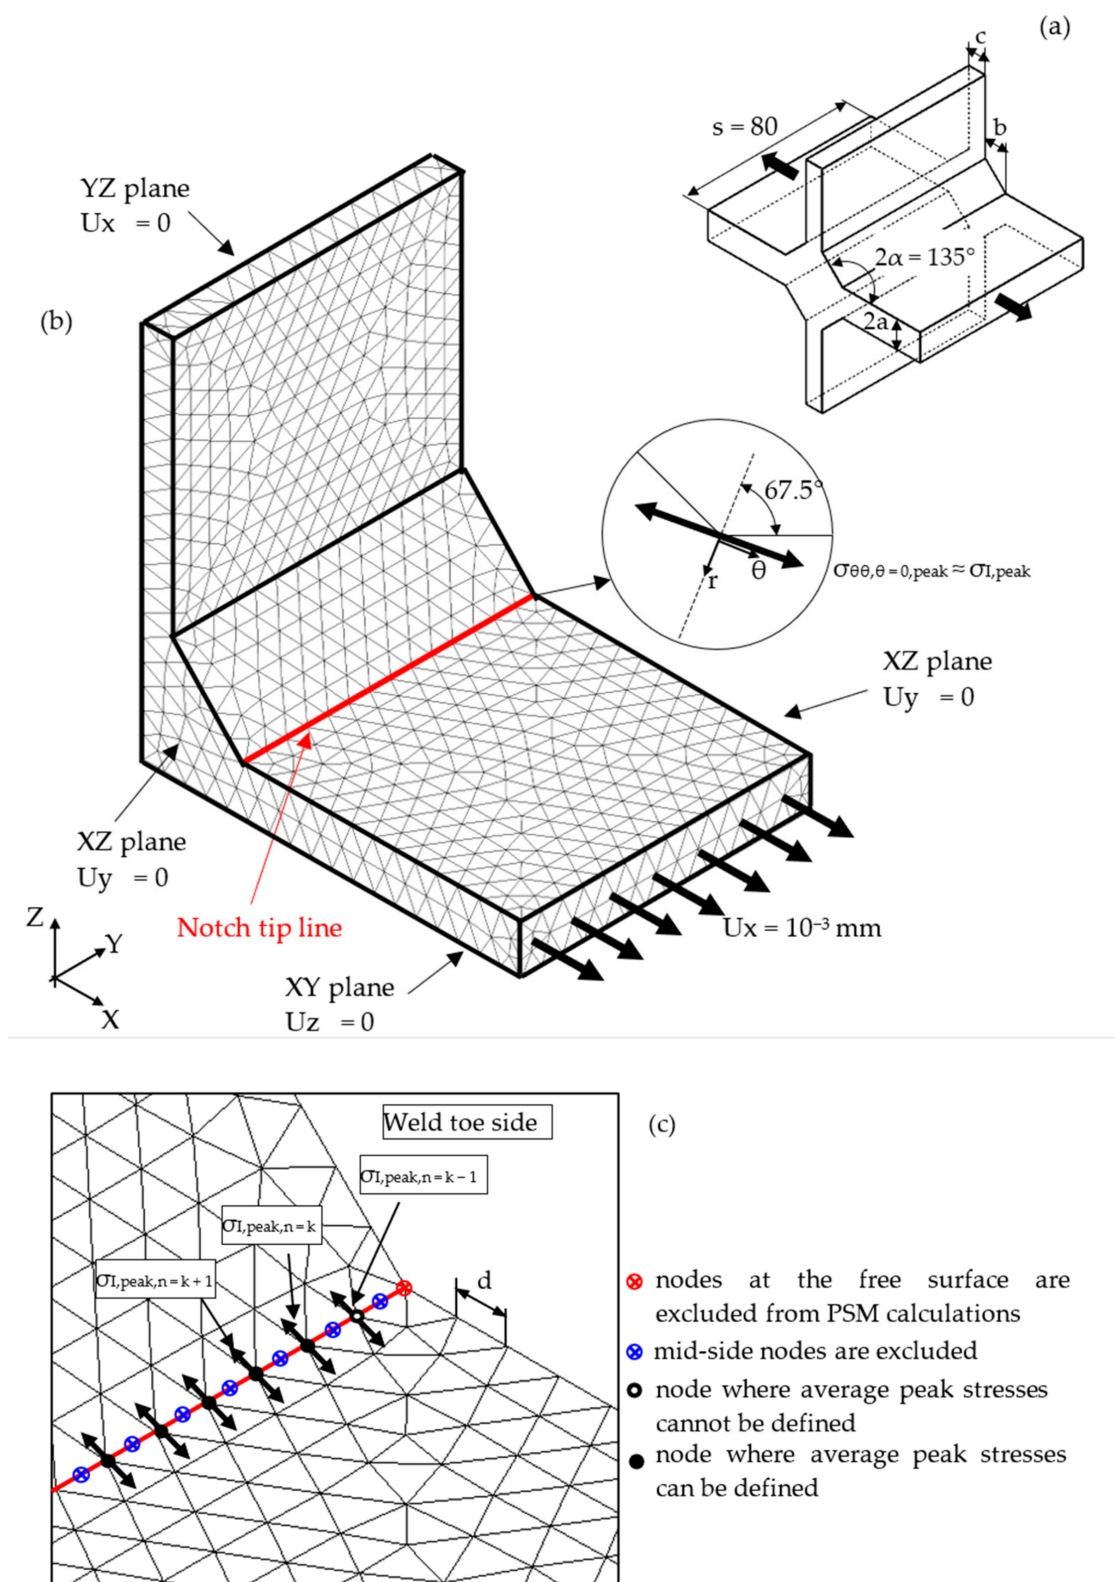 (a)
c
s = 80
b
2α = 135°
2a
YZ plane
Ux = 0
(b)
67.5°
θ
r
σθθ,θ = 0,peak ≈ σI,peak
XZ plane
Uy = 0
XZ plane
Uy = 0
Notch tip line
Ux = 10⁻³ mm
XY plane
Uz = 0
Z
Y
X
Weld toe side
(c)
σI,peak,n = k − 1
σI,peak,n = k
σI,peak,n = k + 1
d
nodes at the free surface are
excluded from PSM calculations
mid-side nodes are excluded
node where average peak stresses
cannot be defined
node where average peak stresses
can be defined